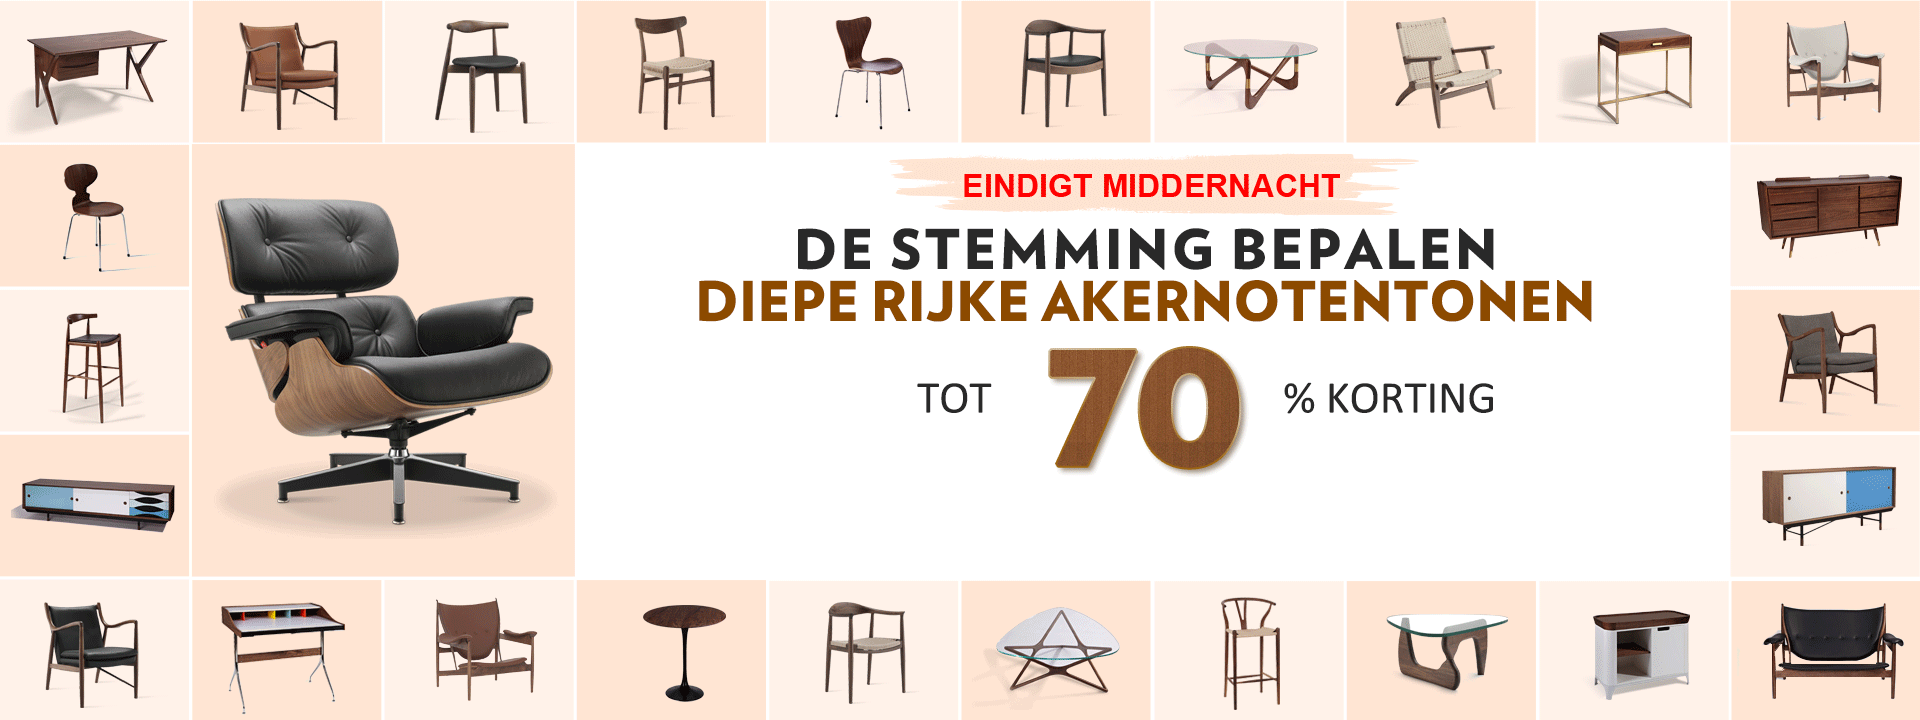 EINDIGT MIDDERNACHT
DE STEMMING BEPALEN
DIEPE RIJKE AKERNOTENTONEN
TOT 70 % KORTING